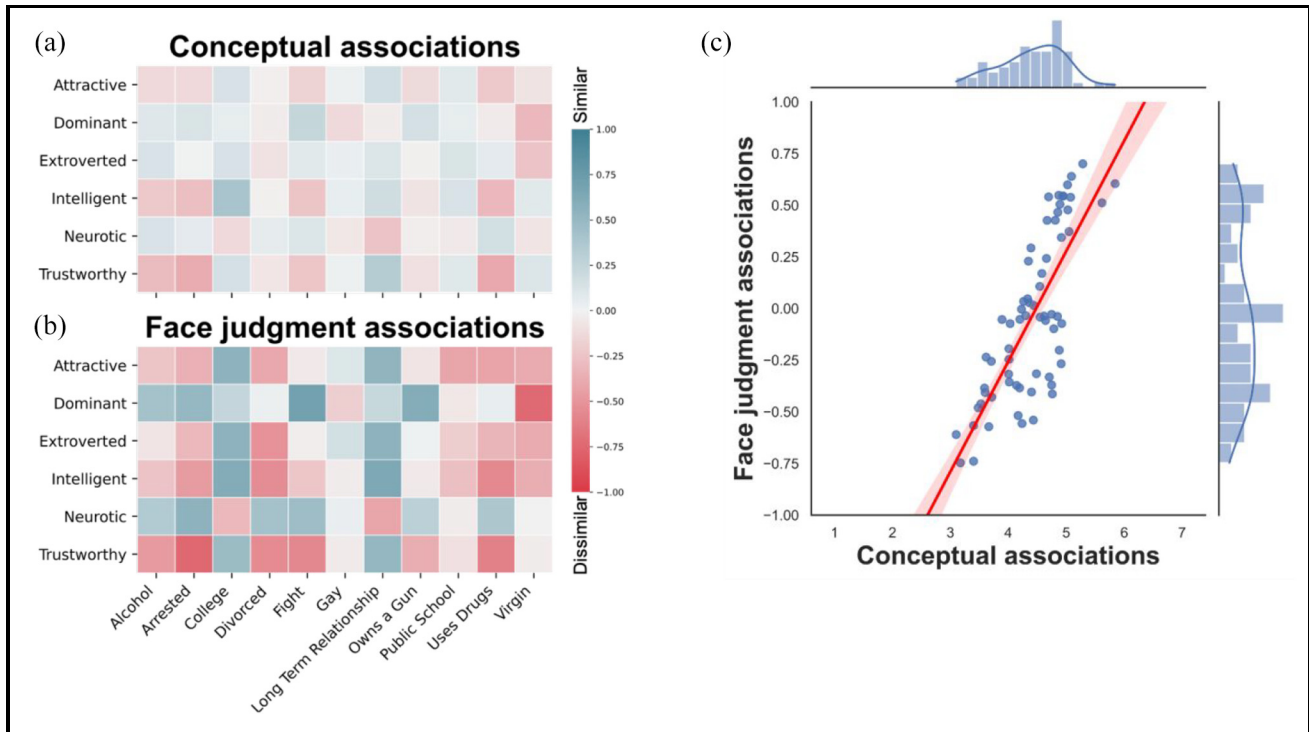 (a)
Conceptual associations
Attractive
Dominant
Extroverted
Intelligent
Neurotic
Trustworthy
(b)
Face judgment associations
Attractive
Dominant
Extroverted
Intelligent
Neurotic
Trustworthy
Alcohol
Arrested
College
Divorced
Fight
Gay
Long Term Relationship
Owns a Gun
Public School
Uses Drugs
Virgin
Similar
1.00
0.75
0.50
0.25
0.00
−0.25
−0.50
−0.75
−1.00
Dissimilar
(c)
Face judgment associations
1.00
0.75
0.50
0.25
0.00
−0.25
−0.50
−0.75
−1.00
1 2 3 4 5 6 7
Conceptual associations